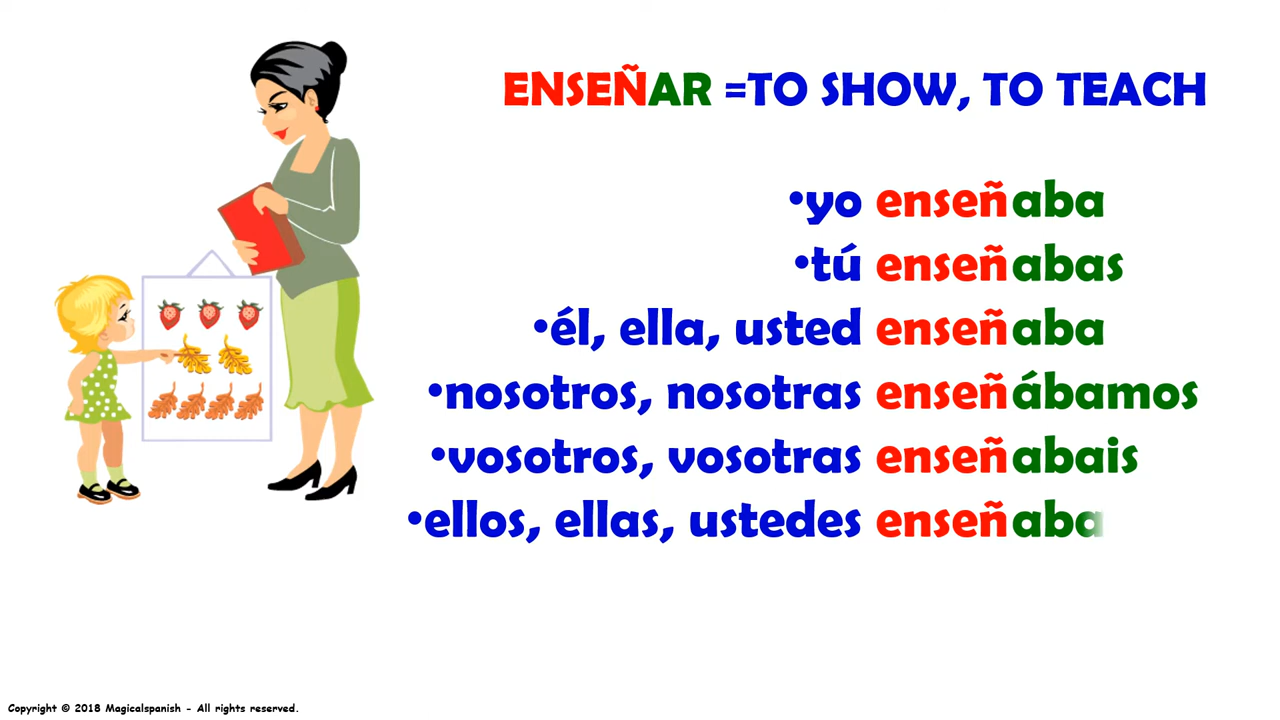 ENSEÑAR =TO SHOW, TO TEACH
•yo enseñaba
•tú enseñabas
•él, ella, usted enseñaba
•nosotros, nosotras enseñábamos
•vosotros, vosotras enseñabais
•ellos, ellas, ustedes enseñaba
Copyright © 2018 Magicalspanish - All rights reserved.